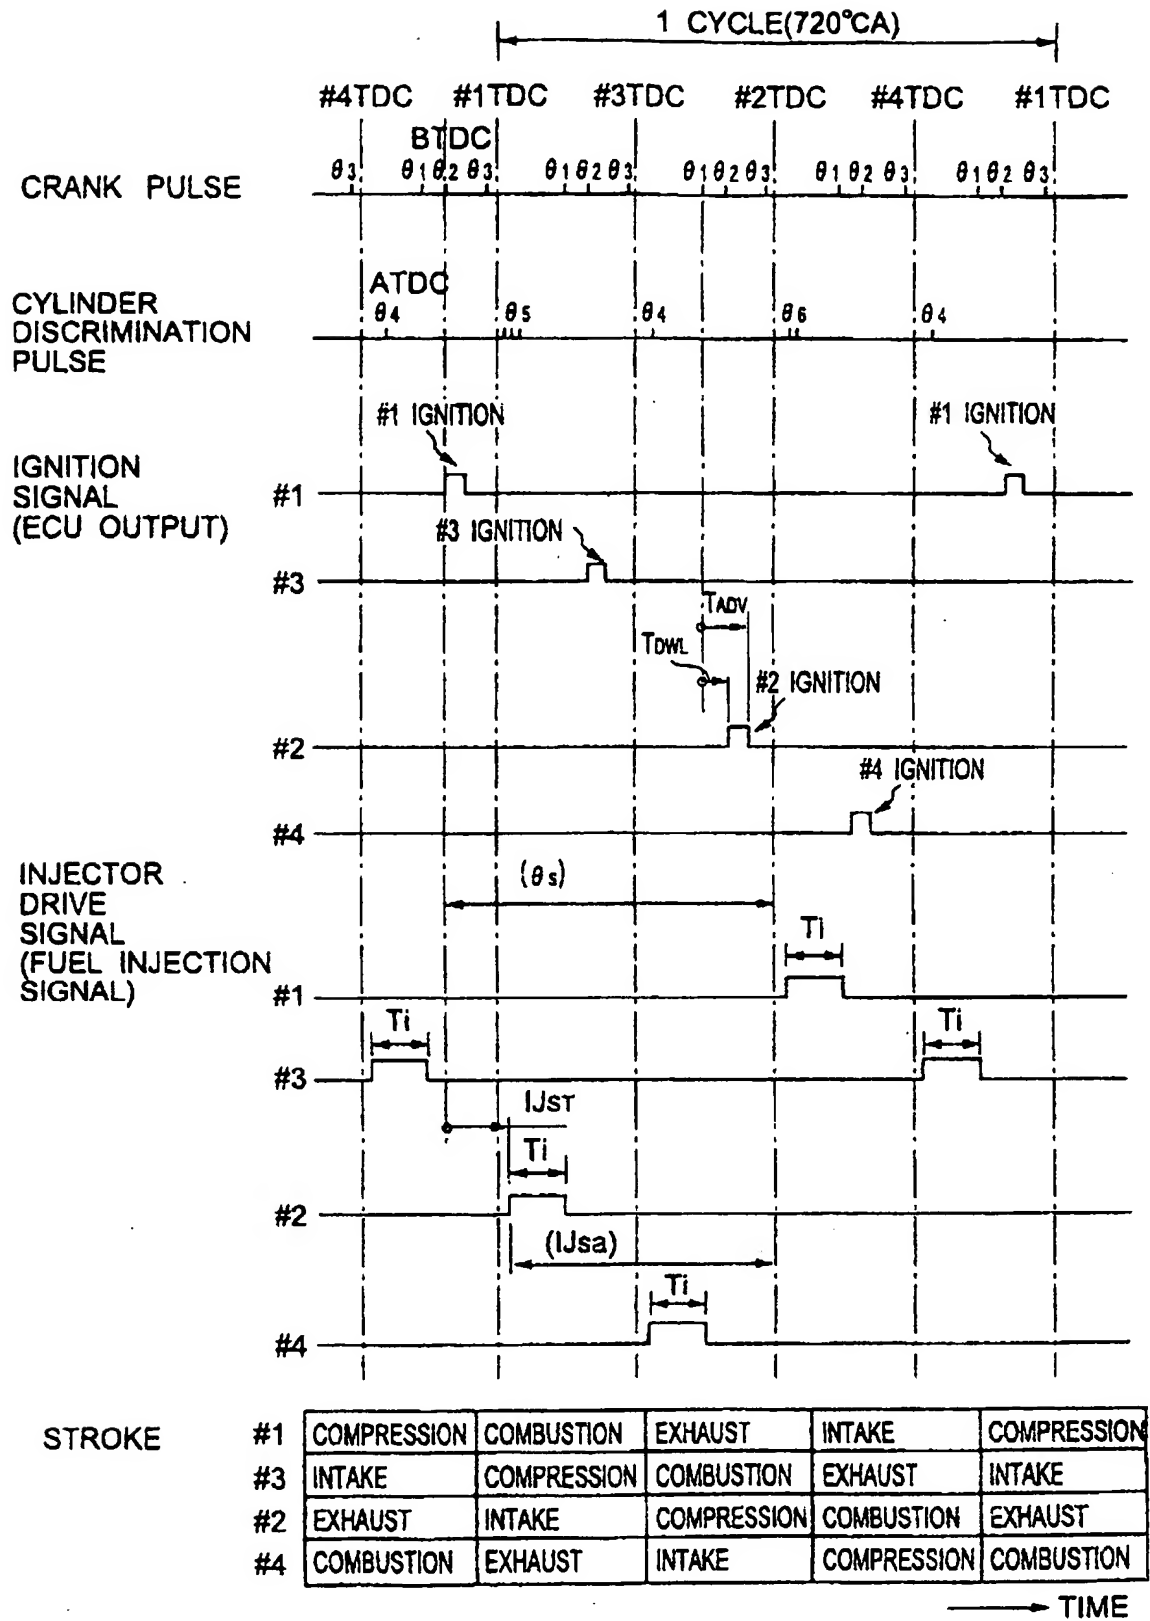 1 CYCLE(720°CA)
#4TDC #1TDC #3TDC #2TDC #4TDC #1TDC
BTDC
CRANK PULSE
θ3 θ1 θ2 θ3 θ1 θ2 θ3 θ1 θ2 θ3 θ1 θ2 θ3 θ1 θ2 θ3
ATDC
CYLINDER
DISCRIMINATION
PULSE
θ4 θ5 θ4 θ6 θ4
#1 IGNITION #1 IGNITION
IGNITION
SIGNAL
(ECU OUTPUT)
#1
#3 IGNITION
#3
TADV
TDWL
#2 IGNITION
#2
#4 IGNITION
#4
INJECTOR
DRIVE
SIGNAL
(FUEL INJECTION
SIGNAL)
(θs)
Ti
#1
Ti Ti
#3
IJST
Ti
#2
(IJsa)
Ti
#4
STROKE
#1 COMPRESSION COMBUSTION EXHAUST INTAKE COMPRESSION
#3 INTAKE COMPRESSION COMBUSTION EXHAUST INTAKE
#2 EXHAUST INTAKE COMPRESSION COMBUSTION EXHAUST
#4 COMBUSTION EXHAUST INTAKE COMPRESSION COMBUSTION
TIME